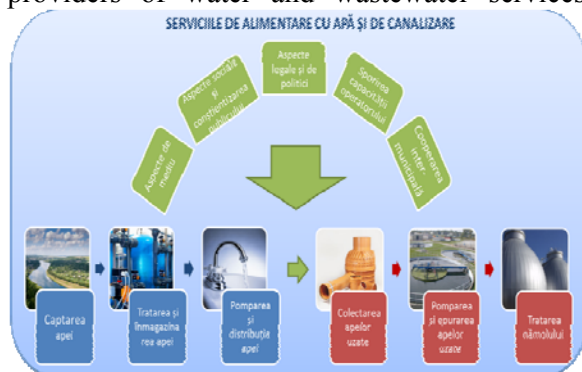 providers of water and wastewater services
SERVICIILE DE ALIMENTARE CU APĂ ȘI DE CANALIZARE
Aspecte de
mediu
Aspecte sociale
și
conștientizarea
publicului
Aspecte
legale și de
politici
Sporirea
capacității
operatorului
Cooperarea
inter-
municipală
Captarea
apei
Tratarea și
înmagazina
rea apei
Pomparea
și
distribuție
apei
Colectarea
apelor
uzate
Pomparea
și epurarea
apelor
uzate
Tratarea
nămolului